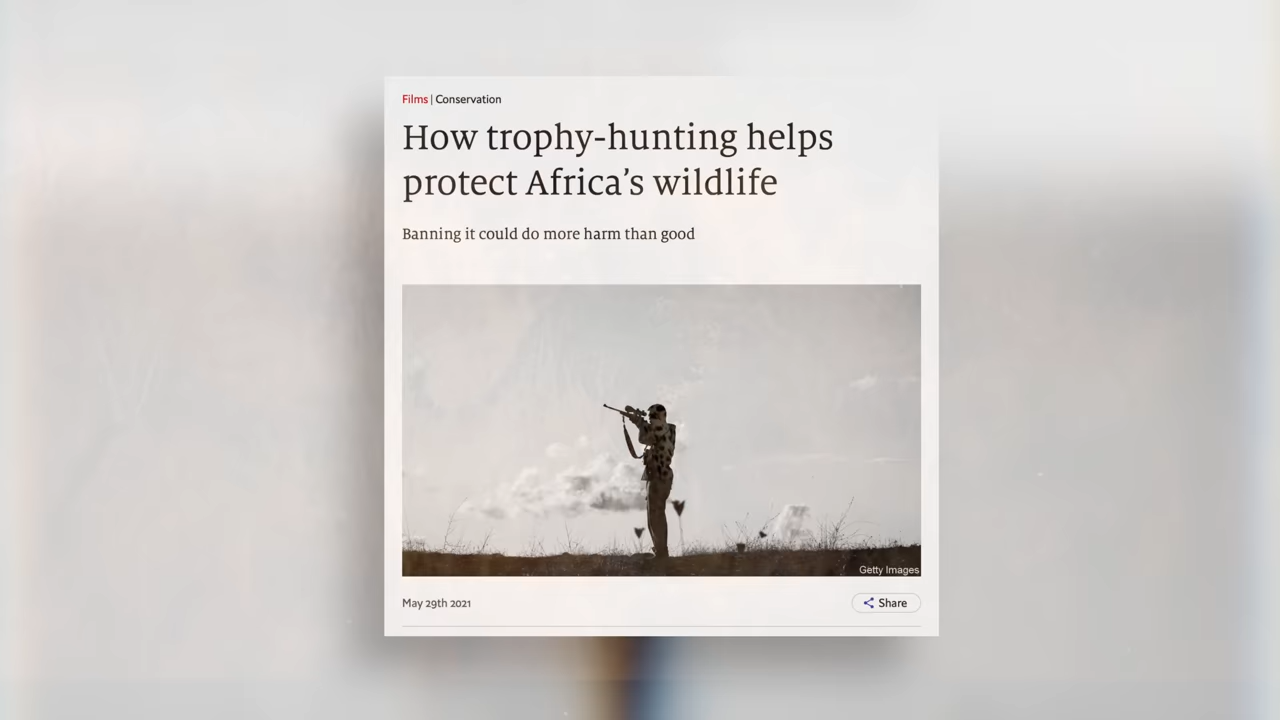 Films | Conservation
How trophy-hunting helps
protect Africa’s wildlife
Banning it could do more harm than good
Getty Images
May 29th 2021
Share